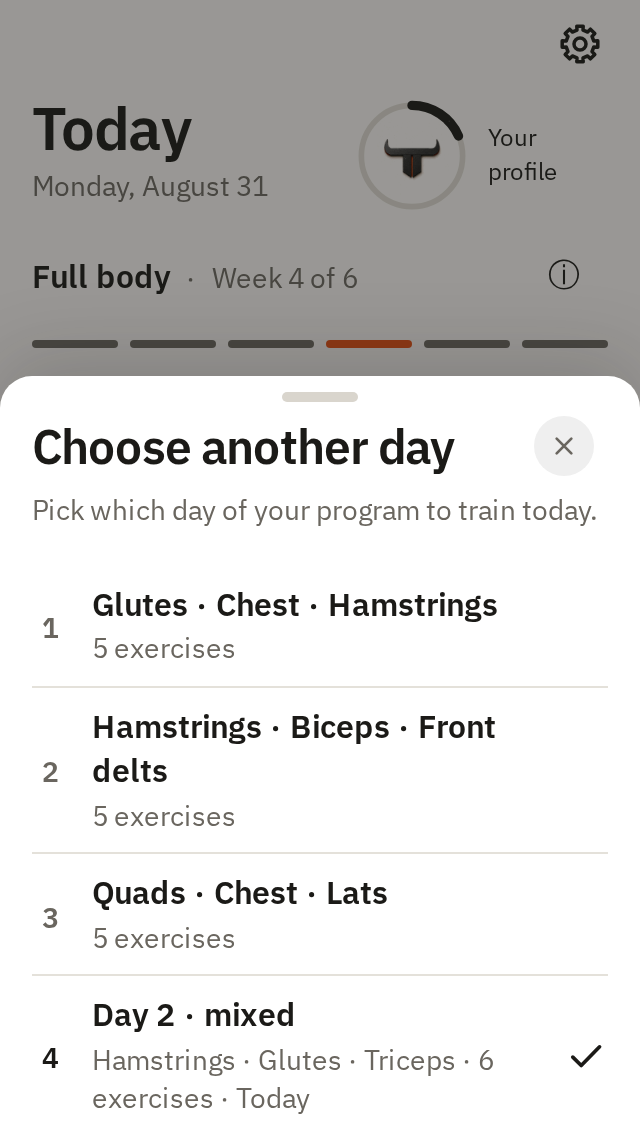 Today
Monday, August 31
Your
profile
Full body · Week 4 of 6
Choose another day
Pick which day of your program to train today.
1
Glutes · Chest · Hamstrings
5 exercises
2
Hamstrings · Biceps · Front
delts
5 exercises
3
Quads · Chest · Lats
5 exercises
4
Day 2 · mixed
Hamstrings · Glutes · Triceps · 6
exercises · Today